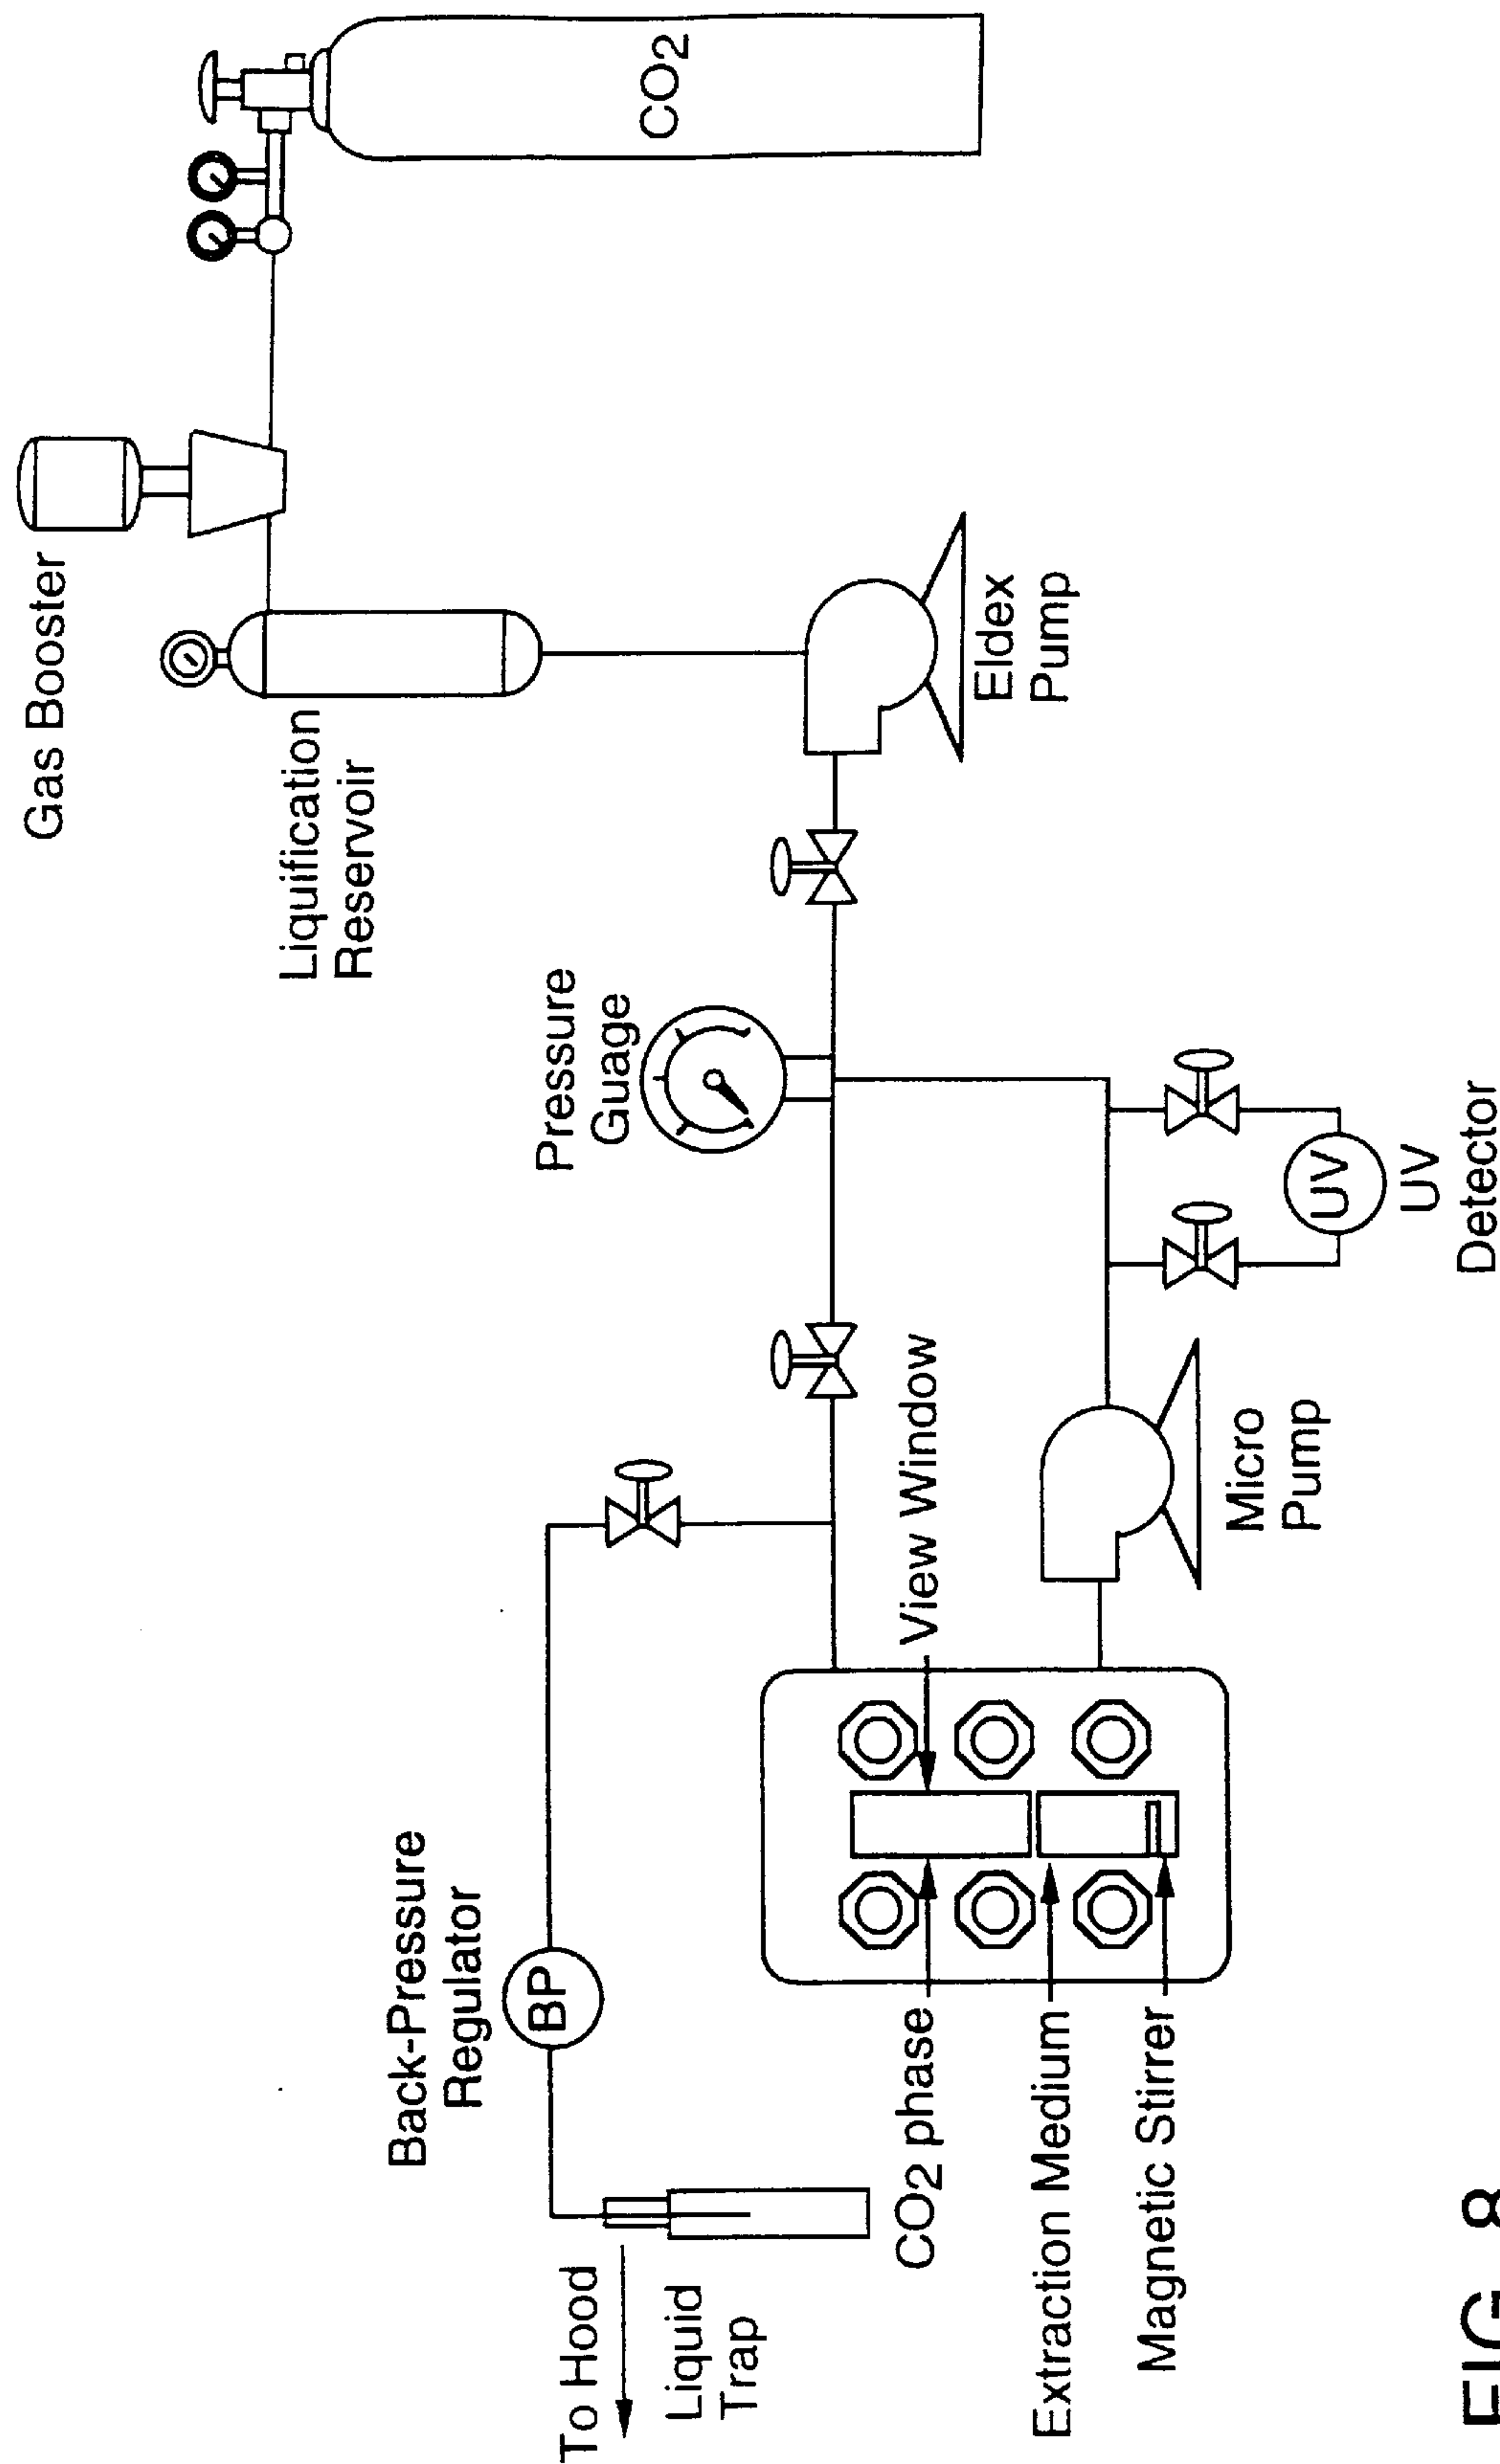 Gas Booster
CO2
Liquification
Reservoir
Pressure
Guage
Eldex
Pump
Back-Pressure
Regulator
BP
To Hood
Liquid
Trap
View Window
CO2 phase
Extraction Medium
Magnetic Stirrer
Micro
Pump
UV
UV
Detector
FIG. 8